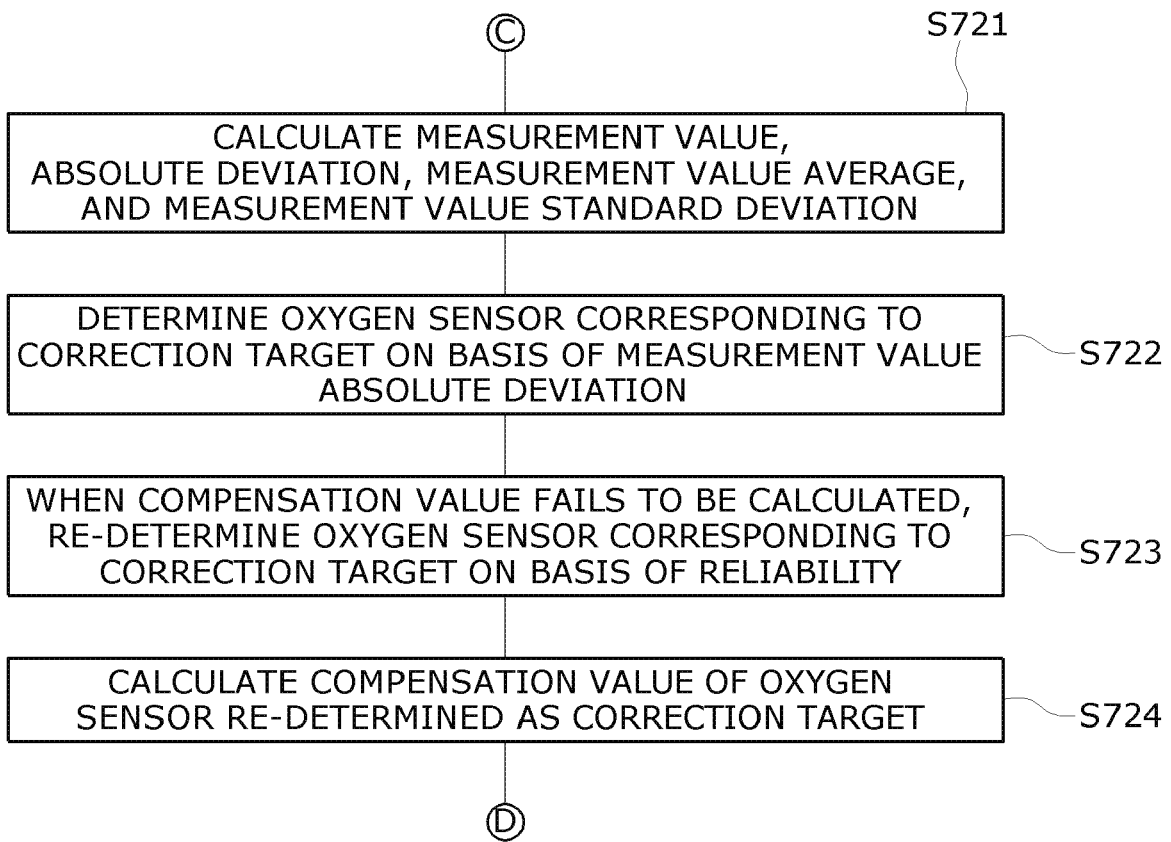 C
S721
CALCULATE MEASUREMENT VALUE,
ABSOLUTE DEVIATION, MEASUREMENT VALUE AVERAGE,
AND MEASUREMENT VALUE STANDARD DEVIATION
DETERMINE OXYGEN SENSOR CORRESPONDING TO
CORRECTION TARGET ON BASIS OF MEASUREMENT VALUE
ABSOLUTE DEVIATION
S722
WHEN COMPENSATION VALUE FAILS TO BE CALCULATED,
RE-DETERMINE OXYGEN SENSOR CORRESPONDING TO
CORRECTION TARGET ON BASIS OF RELIABILITY
S723
CALCULATE COMPENSATION VALUE OF OXYGEN
SENSOR RE-DETERMINED AS CORRECTION TARGET
S724
D